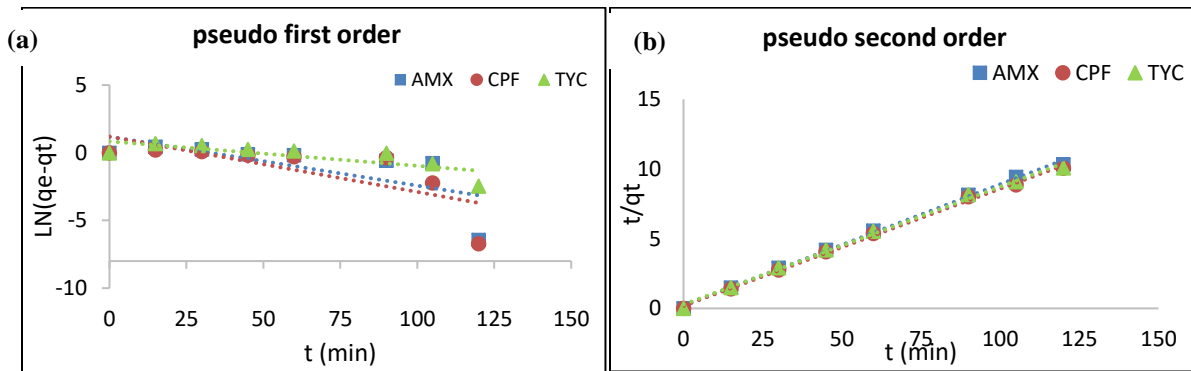 (a)
pseudo first order
AMX CPF TYC
5
0
-5
-10
LN(qe-qt)
0 25 50 75 100 125 150
t (min)
(b)
pseudo second order
AMX CPF TYC
15
10
5
0
t/qt
0 25 50 75 100 125 150
t (min)